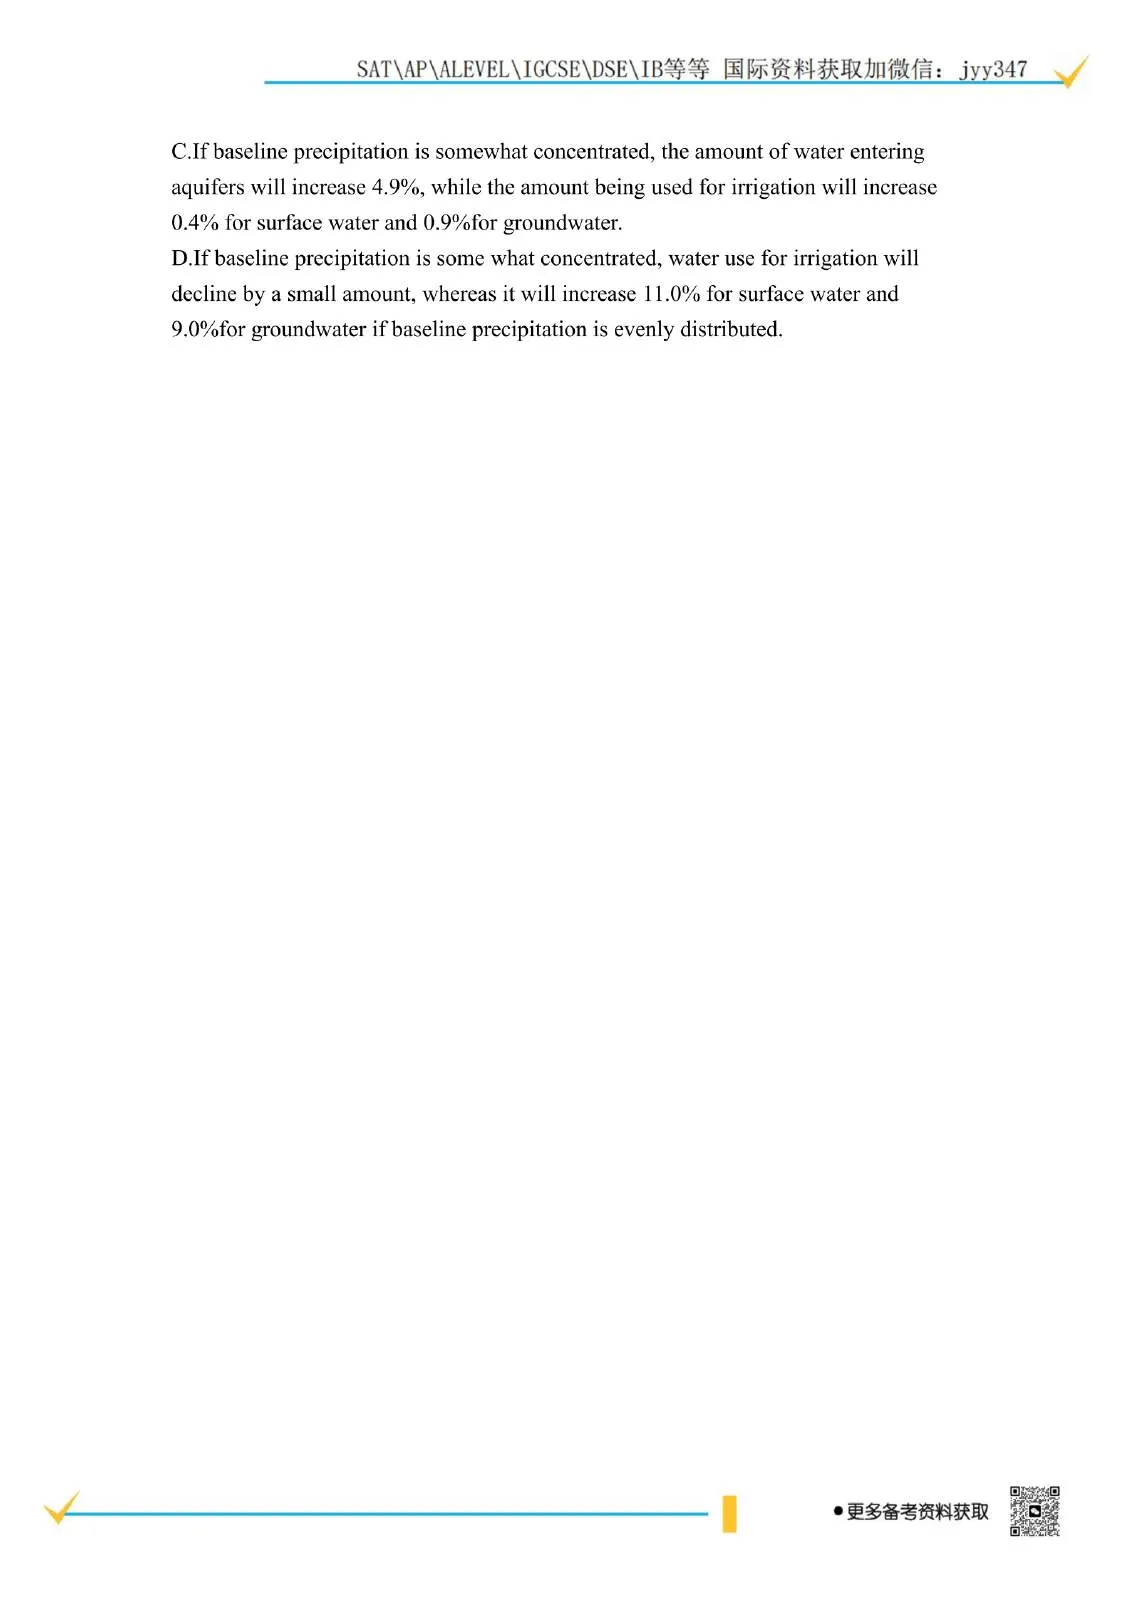 SAT\AP\ALEVEL\IGCSE\DSE\IB等等 国际资料获取加微信：jyy347
C.If baseline precipitation is somewhat concentrated, the amount of water entering
aquifers will increase 4.9%, while the amount being used for irrigation will increase
0.4% for surface water and 0.9%for groundwater.
D.If baseline precipitation is some what concentrated, water use for irrigation will
decline by a small amount, whereas it will increase 11.0% for surface water and
9.0%for groundwater if baseline precipitation is evenly distributed.
●更多备考资料获取